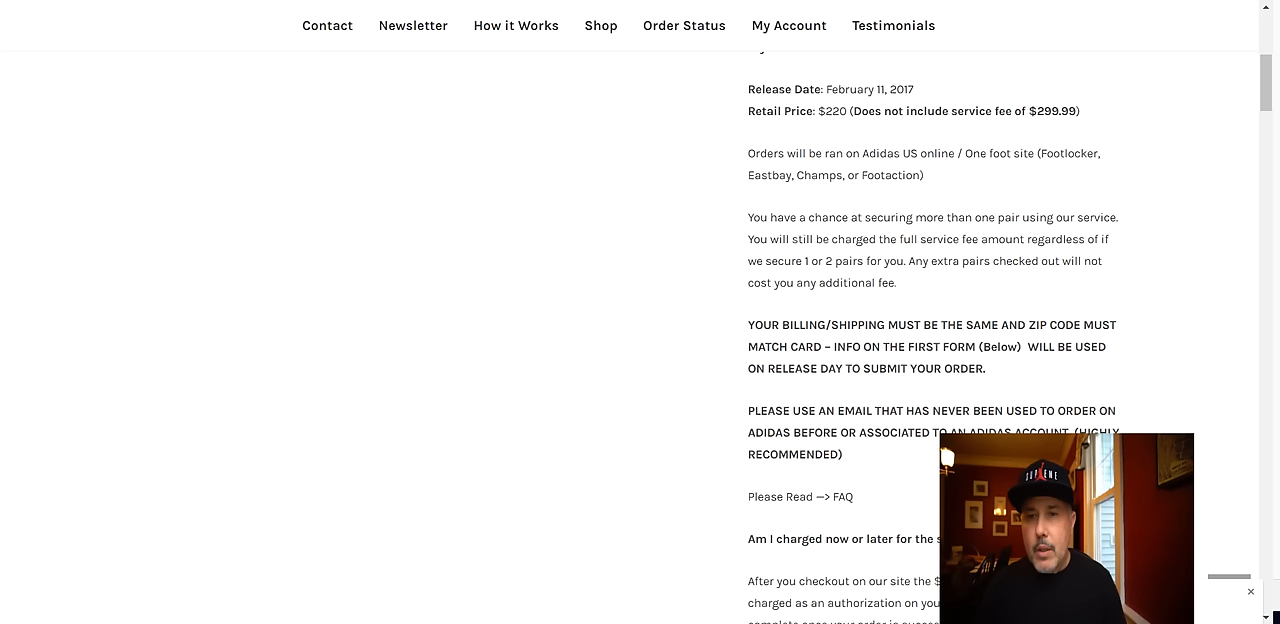 Contact Newsletter How it Works Shop Order Status My Account Testimonials
Release Date: February 11, 2017
Retail Price: $220 (Does not include service fee of $299.99)
Orders will be ran on Adidas US online / One foot site (Footlocker,
Eastbay, Champs, or Footaction)
You have a chance at securing more than one pair using our service.
You will still be charged the full service fee amount regardless of if
we secure 1 or 2 pairs for you. Any extra pairs checked out will not
cost you any additional fee.
YOUR BILLING/SHIPPING MUST BE THE SAME AND ZIP CODE MUST
MATCH CARD – INFO ON THE FIRST FORM (Below) WILL BE USED
ON RELEASE DAY TO SUBMIT YOUR ORDER.
PLEASE USE AN EMAIL THAT HAS NEVER BEEN USED TO ORDER ON
ADIDAS BEFORE OR ASSOCIATED TO AN ADIDAS ACCOUNT. (HIGHLY
RECOMMENDED)
Please Read —> FAQ
Am I charged now or later for the
After you checkout on our site the $
charged as an authorization on you
SUPREME